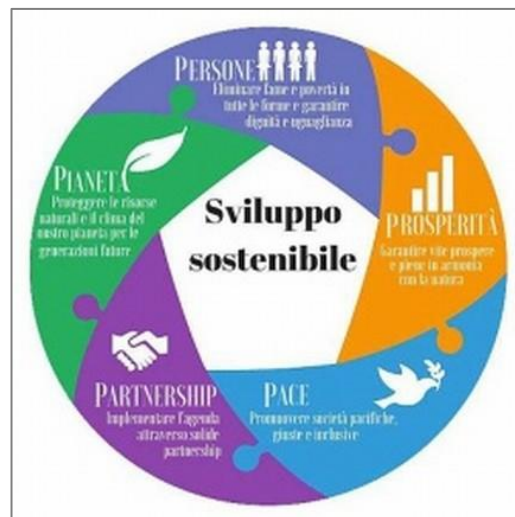 PERSONE
Eliminare fame e povertà in
tutte le forme e garantire
dignità e uguaglianza
PROSPERITÀ
Garantire vite prospere
e piene in armonia
con la natura
PACE
Promuovere società pacifiche,
giuste e inclusive
PARTNERSHIP
Implementare l'agenda
attraverso solide
partnership
PIANETA
Proteggere le risorse
naturali e il clima del
nostro pianeta per le
generazioni future
Sviluppo
sostenibile